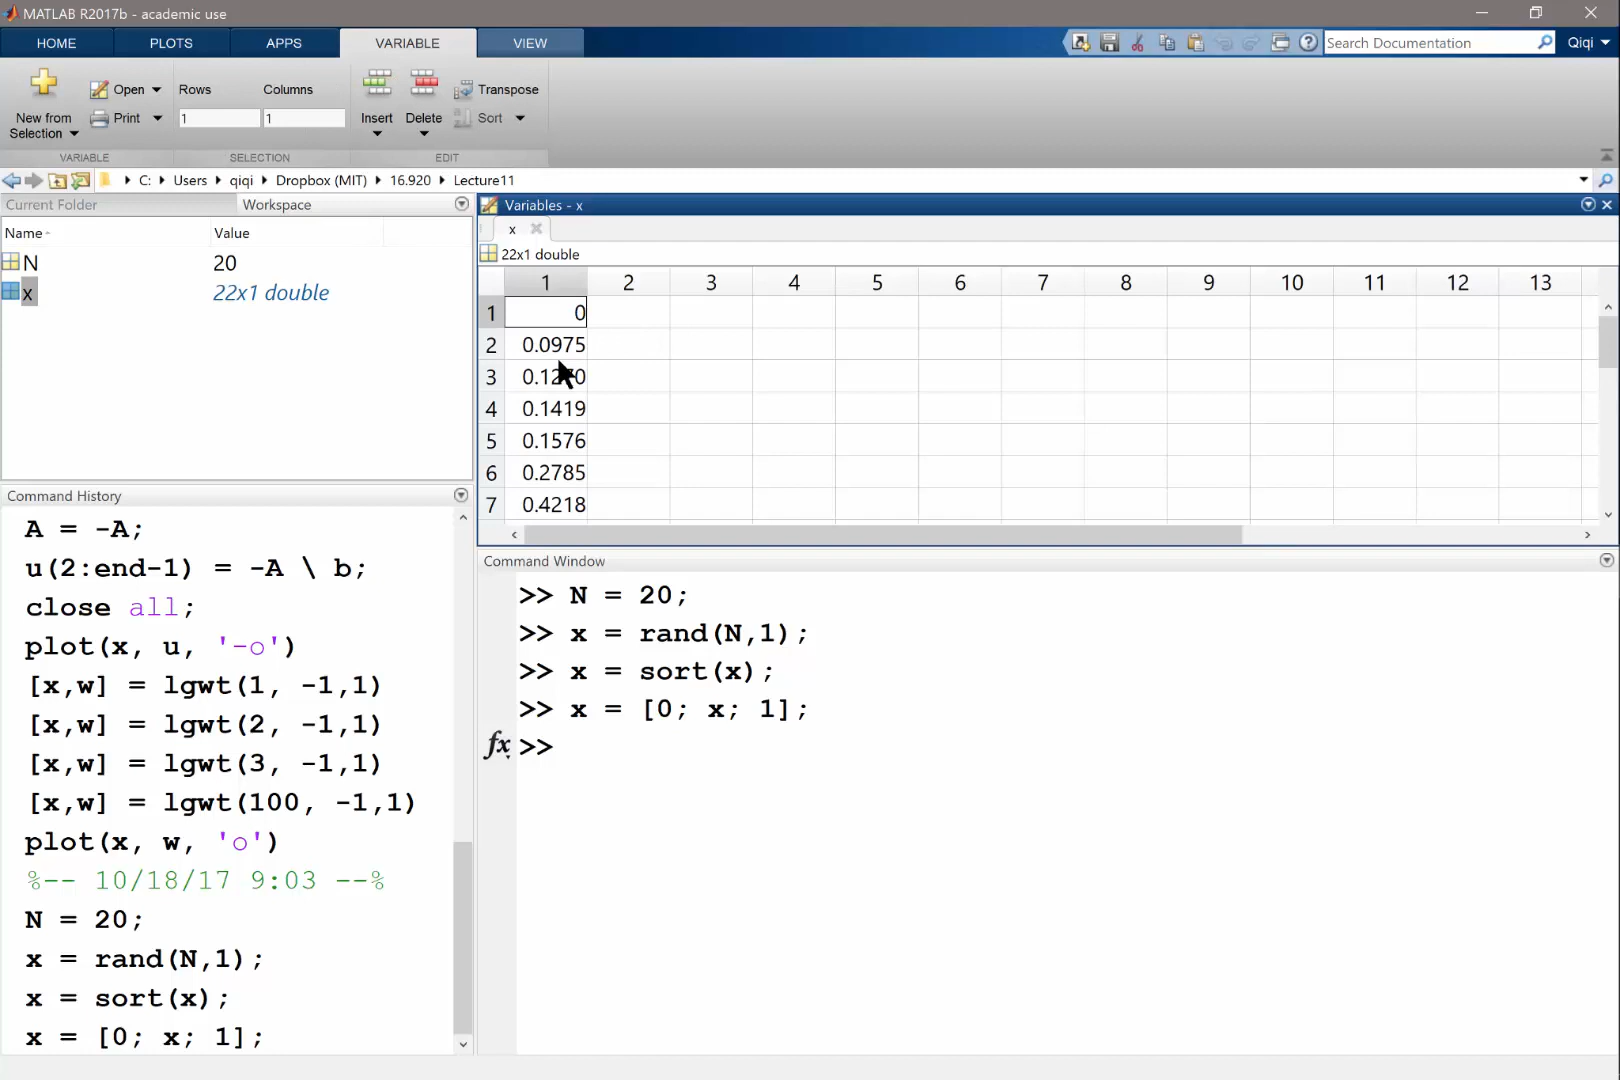 MATLAB R2017b - academic use
HOME PLOTS APPS VARIABLE VIEW
Search Documentation
Qiqi
New from Selection
Open
Print
Rows
Columns
1
1
Insert
Delete
Transpose
Sort
VARIABLE SELECTION EDIT
C: Users qiqi Dropbox (MIT) 16.920 Lecture11
Current Folder
Workspace
Name Value
N 20
x 22x1 double
Variables - x
x
22x1 double
1 2 3 4 5 6 7 8 9 10 11 12 13
1 0
2 0.0975
3
4 0.1419
5 0.1576
6 0.2785
7 0.4218
Command History
A = -A;
u(2:end-1) = -A \ b;
close all;
plot(x, u, '-o')
[x,w] = lgwt(1, -1,1)
[x,w] = lgwt(2, -1,1)
[x,w] = lgwt(3, -1,1)
[x,w] = lgwt(100, -1,1)
plot(x, w, 'o')
%-- 10/18/17 9:03 --%
N = 20;
x = rand(N,1);
x = sort(x);
x = [0; x; 1];
Command Window
>> N = 20;
>> x = rand(N,1);
>> x = sort(x);
>> x = [0; x; 1];
fx >>